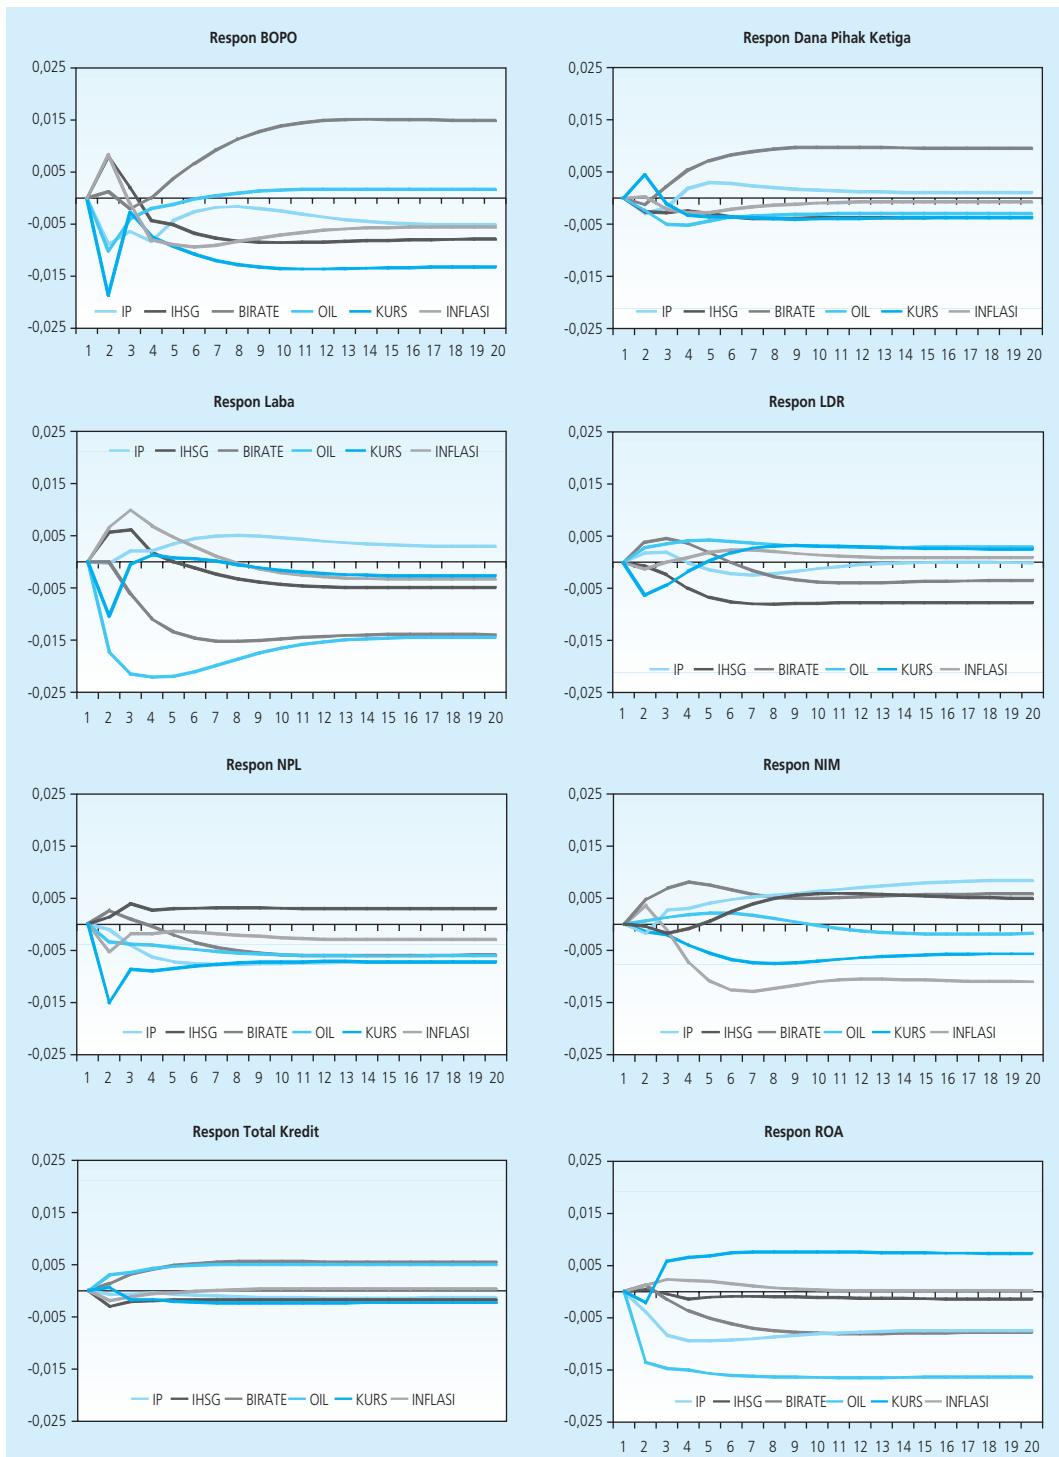 Respon BOPO
0,025
0,015
0,005
-0,005
-0,015
-0,025
IP IHSG BIRATE OIL KURS INFLASI
1 2 3 4 5 6 7 8 9 10 11 12 13 14 15 16 17 18 19 20
Respon Dana Pihak Ketiga
0,025
0,015
0,005
-0,005
-0,015
-0,025
IP IHSG BIRATE OIL KURS INFLASI
1 2 3 4 5 6 7 8 9 10 11 12 13 14 15 16 17 18 19 20
Respon Laba
0,025
IP IHSG BIRATE OIL KURS INFLASI
0,015
0,005
-0,005
-0,015
-0,025
1 2 3 4 5 6 7 8 9 10 11 12 13 14 15 16 17 18 19 20
Respon LDR
0,025
0,015
0,005
-0,005
-0,015
IP IHSG BIRATE OIL KURS INFLASI
-0,025
1 2 3 4 5 6 7 8 9 10 11 12 13 14 15 16 17 18 19 20
Respon NPL
0,025
0,015
0,005
-0,005
-0,015
IP IHSG BIRATE OIL KURS INFLASI
-0,025
1 2 3 4 5 6 7 8 9 10 11 12 13 14 15 16 17 18 19 20
Respon NIM
0,025
0,015
0,005
-0,005
-0,015
IP IHSG BIRATE OIL KURS INFLASI
-0,025
1 2 3 4 5 6 7 8 9 10 11 12 13 14 15 16 17 18 19 20
Respon Total Kredit
0,025
0,015
0,005
-0,005
-0,015
IP IHSG BIRATE OIL KURS INFLASI
-0,025
Respon ROA
0,025
0,015
0,005
-0,005
-0,015
IP IHSG BIRATE OIL KURS INFLASI
-0,025
1 2 3 4 5 6 7 8 9 10 11 12 13 14 15 16 17 18 19 20